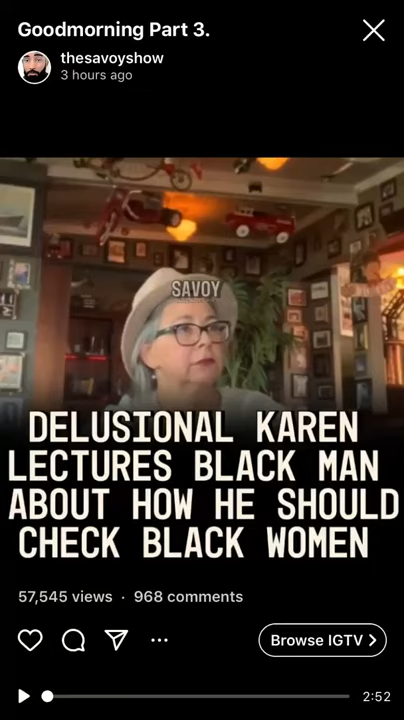 Goodmorning Part 3.
thesavoyshow
3 hours ago
SAVOY
DELUSIONAL KAREN
LECTURES BLACK MAN
ABOUT HOW HE SHOULD
CHECK BLACK WOMEN
57,545 views · 968 comments
Browse IGTV
2:52